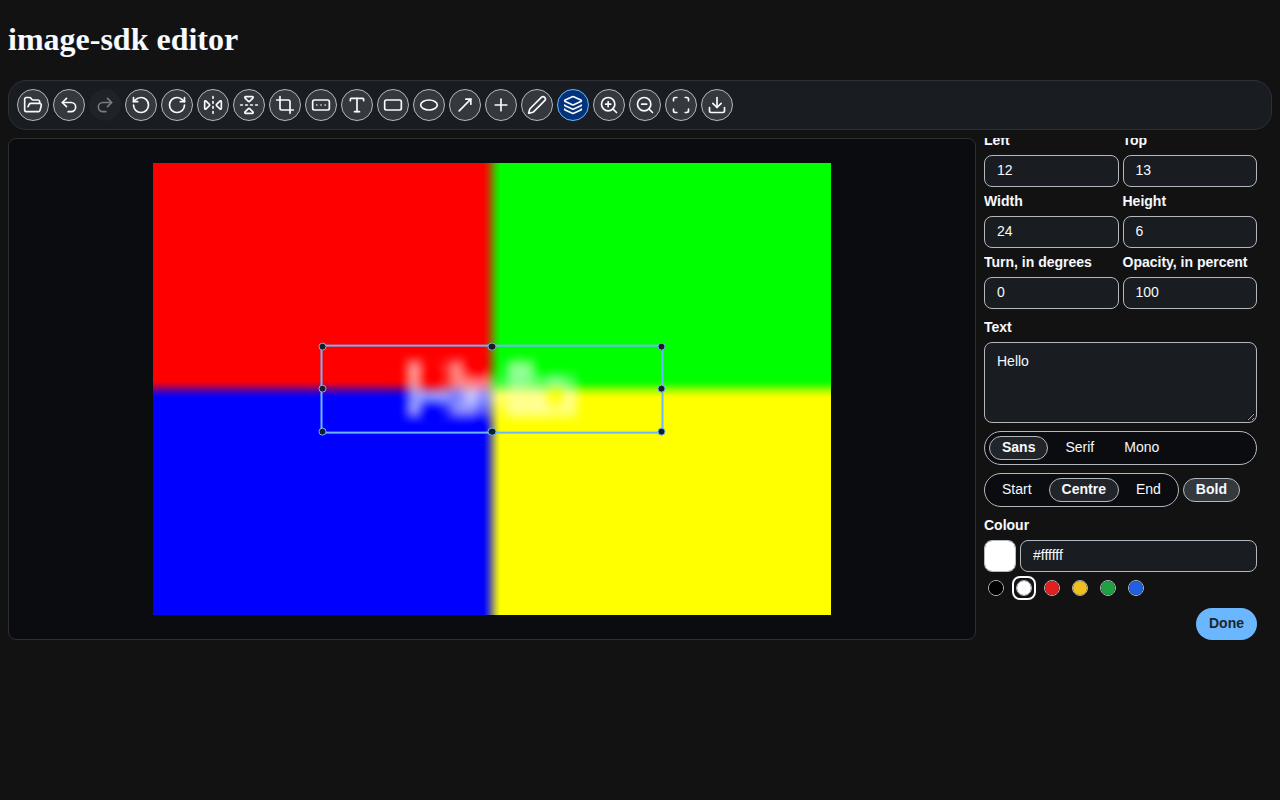 image-sdk editor
Left Top
12 13
Width Height
24 6
Turn, in degrees Opacity, in percent
0 100
Text
Hello
Hello
Sans Serif Mono
Start Centre End Bold
Colour
#ffffff
Done